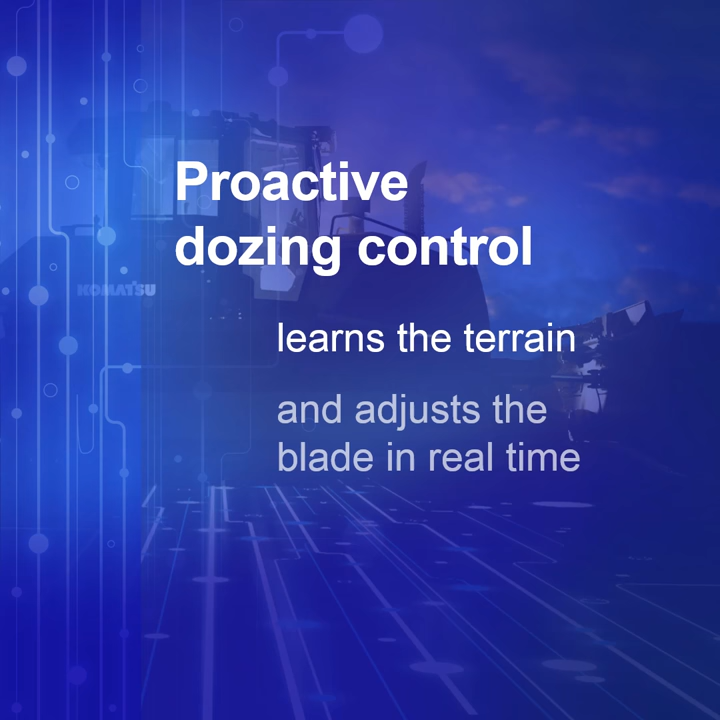 Proactive
dozing control
KOMATSU
learns the terrain
and adjusts the
blade in real time